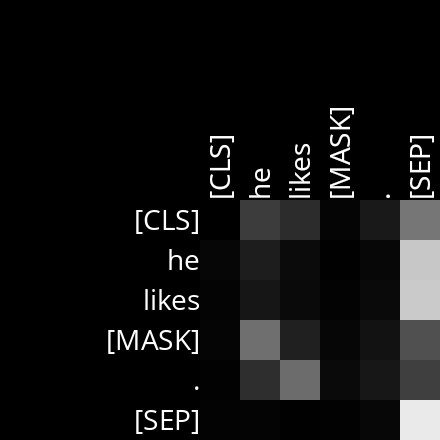 [CLS]
he
likes
[MASK]
.
[SEP]
[CLS]
he
likes
[MASK]
.
[SEP]